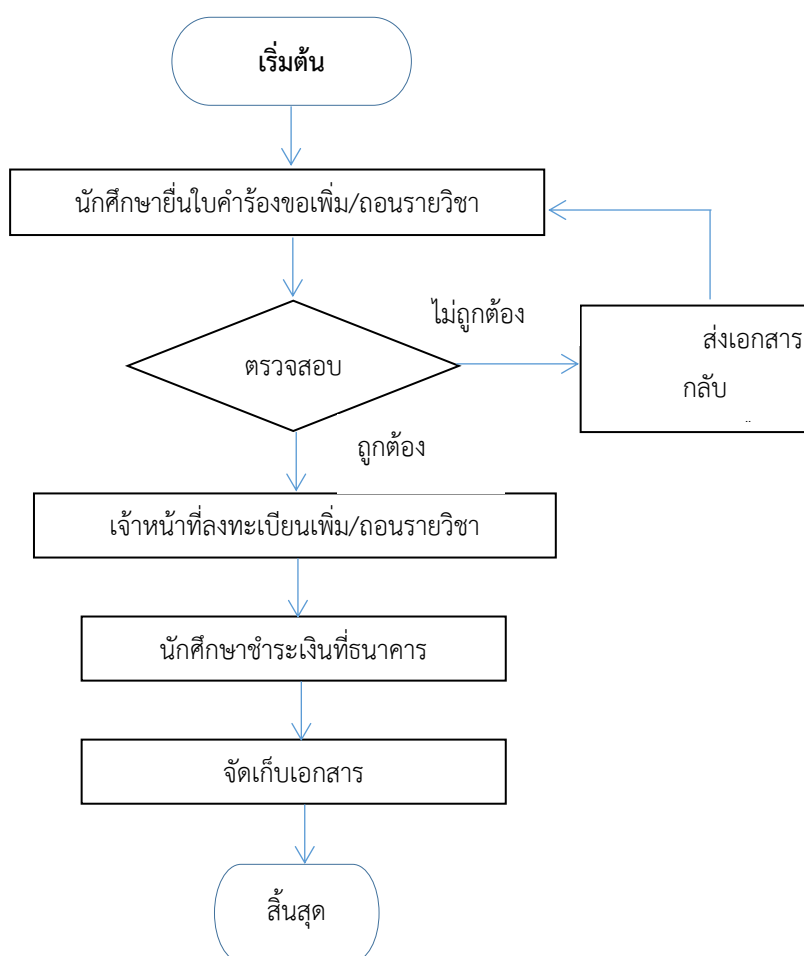 เริ่มต้น
นักศึกษายื่นใบคำร้องขอเพิ่ม/ถอนรายวิชา
ไม่ถูกต้อง
ตรวจสอบ
ส่งเอกสาร
กลับ
ถูกต้อง
เจ้าหน้าที่ลงทะเบียนเพิ่ม/ถอนรายวิชา
นักศึกษาชำระเงินที่ธนาคาร
จัดเก็บเอกสาร
สิ้นสุด